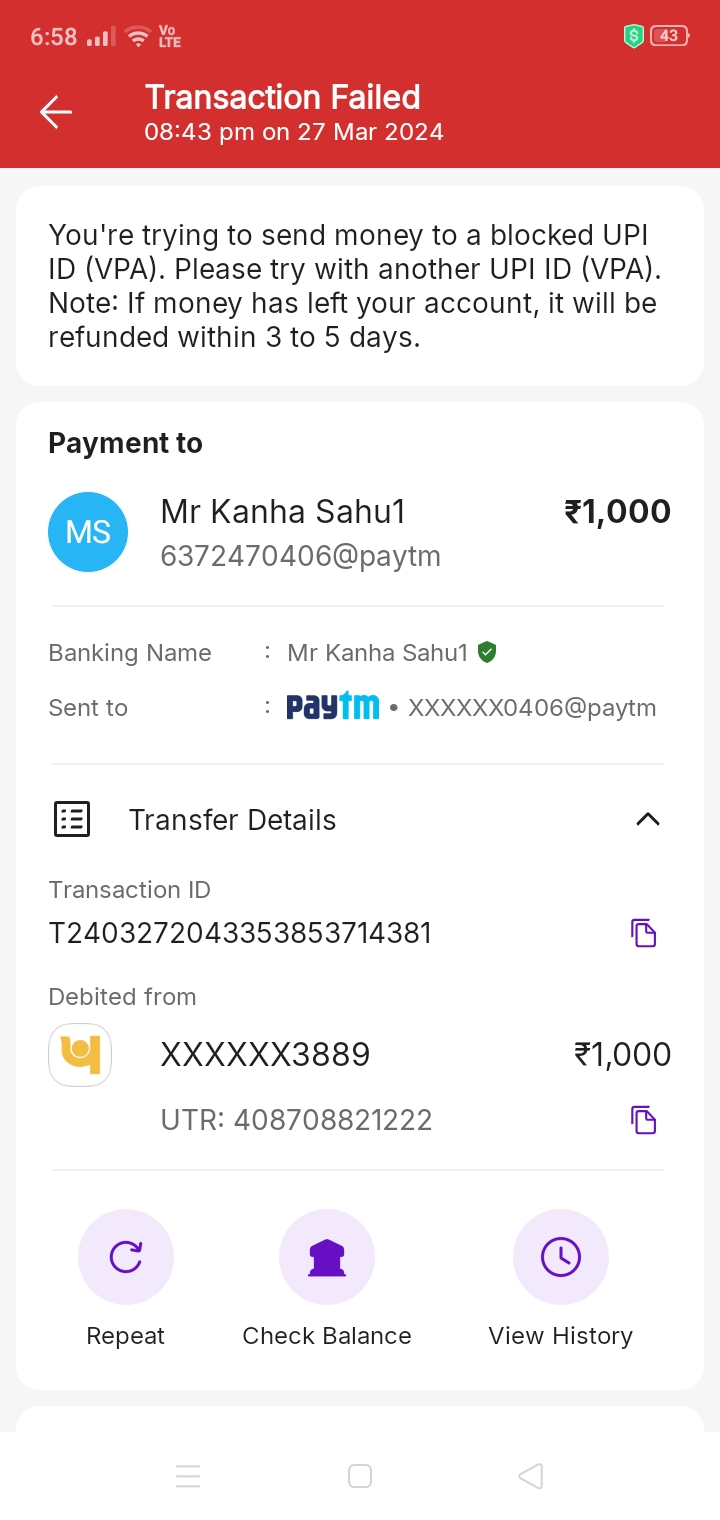 6:58 Vo LTE 43
Transaction Failed
08:43 pm on 27 Mar 2024
You're trying to send money to a blocked UPI
ID (VPA). Please try with another UPI ID (VPA).
Note: If money has left your account, it will be
refunded within 3 to 5 days.
Payment to
MS Mr Kanha Sahu1 ₹1,000
6372470406@paytm
Banking Name : Mr Kanha Sahu1
Sent to : paytm • XXXXXX0406@paytm
Transfer Details
Transaction ID
T2403272043353853714381
Debited from
XXXXXX3889 ₹1,000
UTR: 408708821222
Repeat Check Balance View History